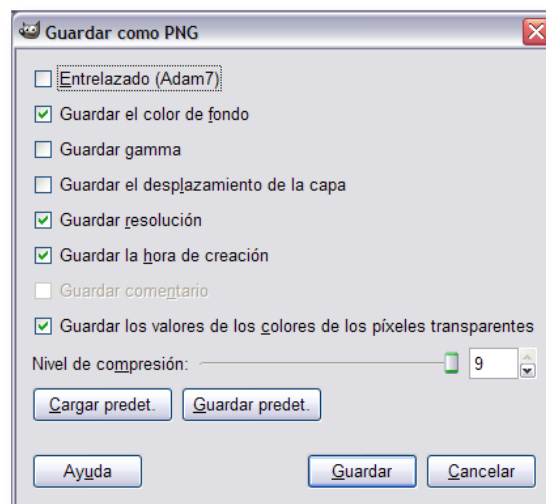 Guardar como PNG
Entrelazado (Adam7)
Guardar el color de fondo
Guardar gamma
Guardar el desplazamiento de la capa
Guardar resolución
Guardar la hora de creación
Guardar comentario
Guardar los valores de los colores de los píxeles transparentes
Nivel de compresión: 9
Cargar predet. Guardar predet.
Ayuda Guardar Cancelar